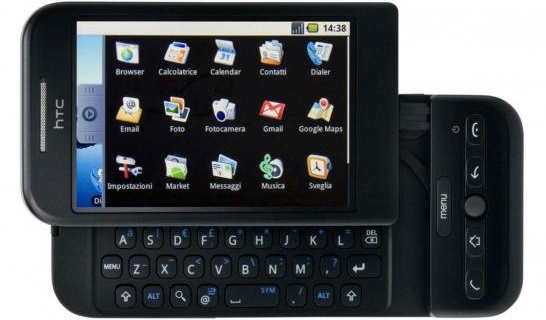 14:38
Browser Calcolatrice Calendar Contatti Dialer
Email Foto Fotocamera Gmail Google Maps
Impostazioni Market Messaggi Musica Sveglia
hTC
menu
A S D € F G H J K L DEL
MENU Z X C V B N M , ?
ALT @ SYM . ALT